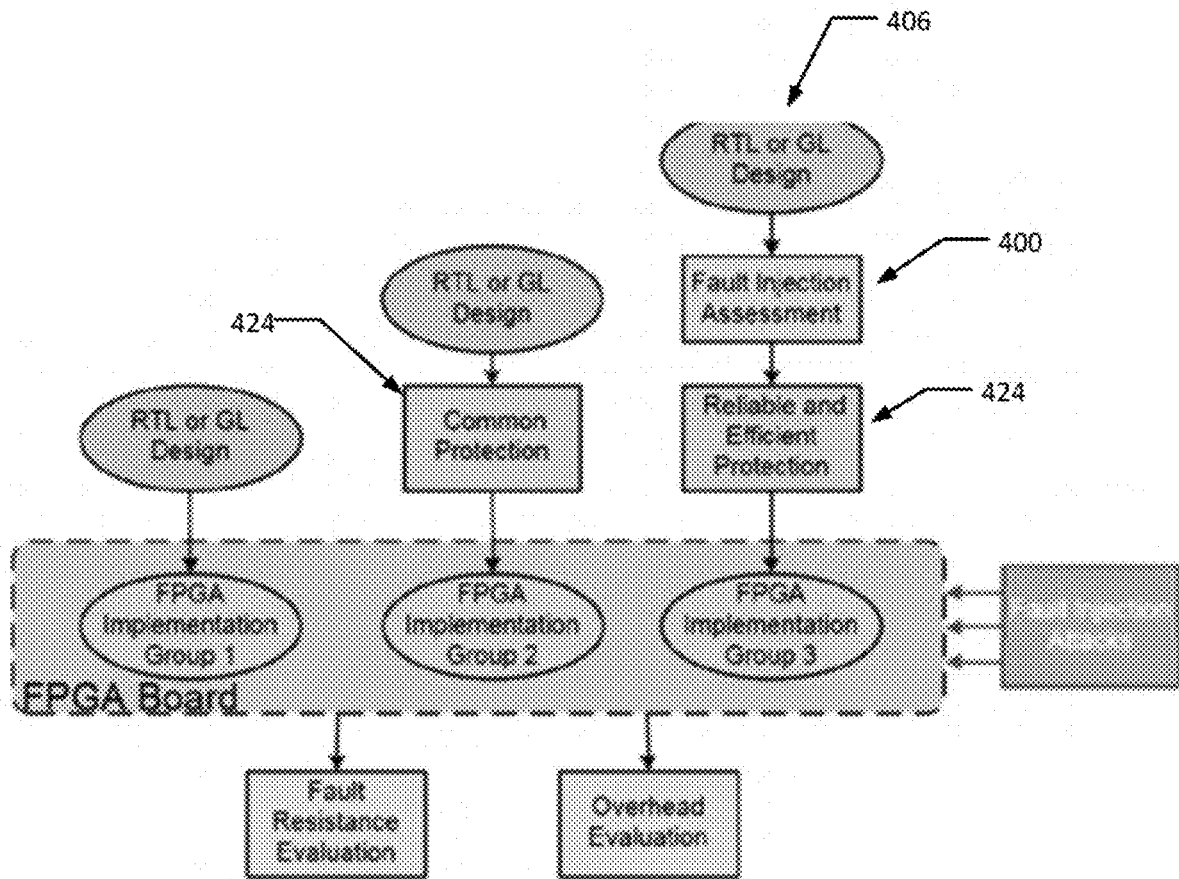 406
RTL or GL
Design
400
Fault Injection
Assessment
RTL or GL
Design
424
Common
Protection
424
Reliable and
Efficient
Protection
RTL or GL
Design
FPGA
Implementation
Group 1
FPGA
Implementation
Group 2
FPGA
Implementation
Group 3
FPGA Board
Fault
Resistance
Evaluation
Overhead
Evaluation